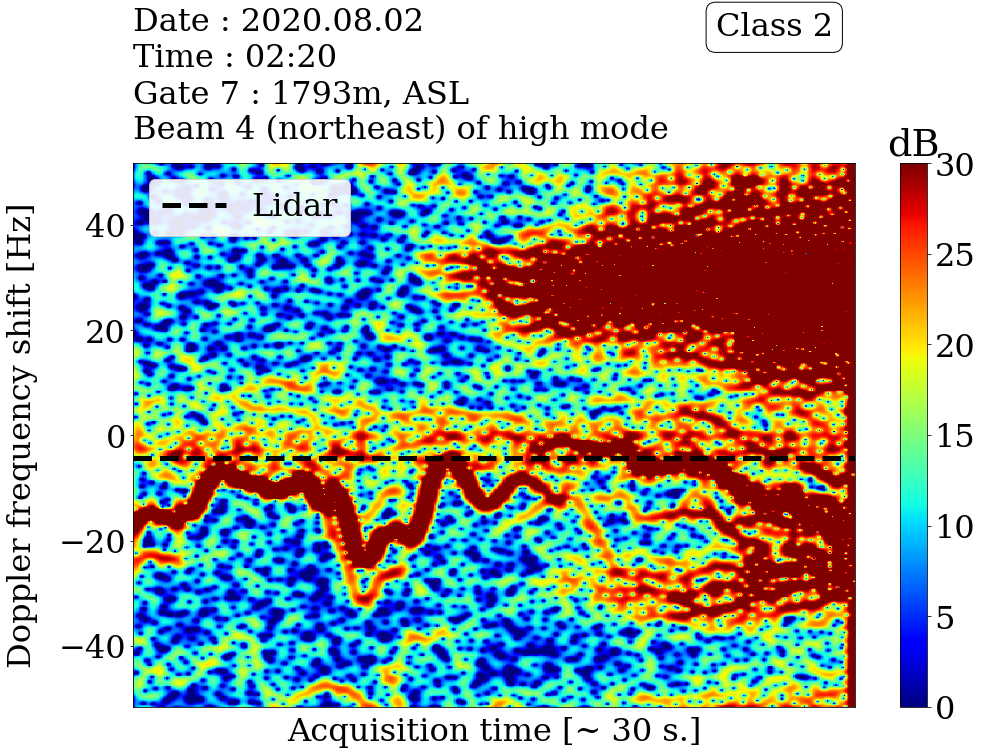 Date : 2020.08.02
Class 2
Time : 02:20
Gate 7 : 1793m, ASL
Beam 4 (northeast) of high mode
dB
Lidar
Doppler frequency shift [Hz]
40
20
0
−20
−40
30
25
20
15
10
5
0
Acquisition time [~ 30 s.]